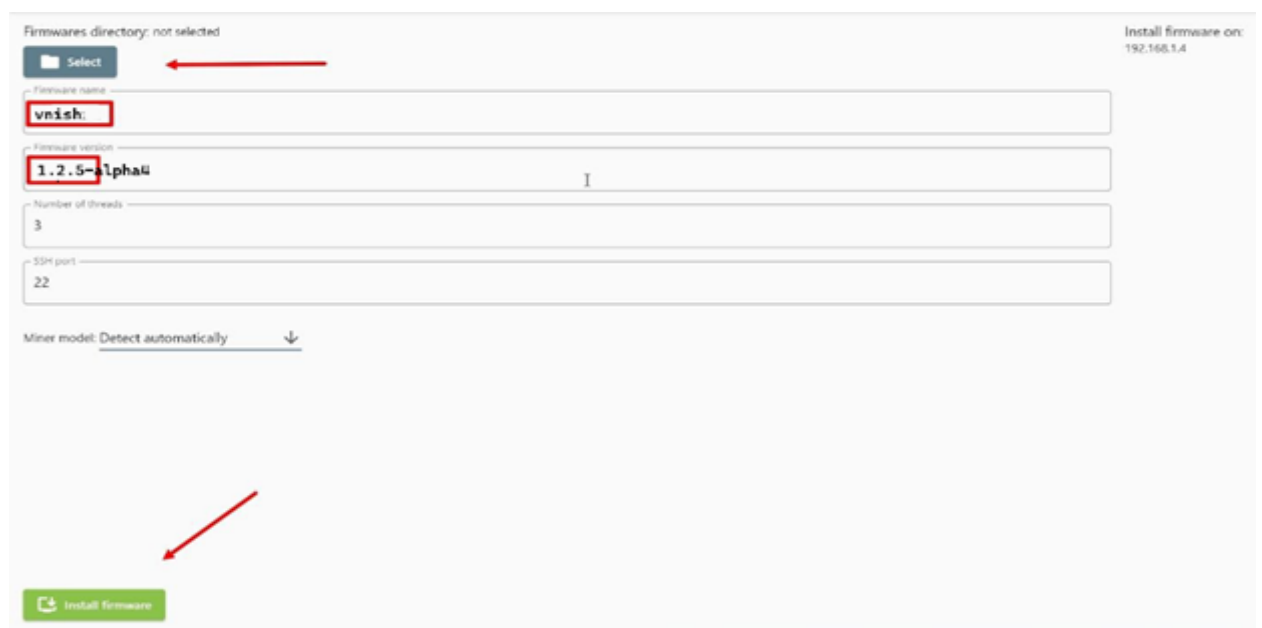 Firmwares directory: not selected
Install firmware on:
192.168.1.4
Select
Firmware name
vnish
Firmware version
1.2.5-alpha4
Number of threads
3
SSH port
22
Miner model: Detect automatically
Install firmware